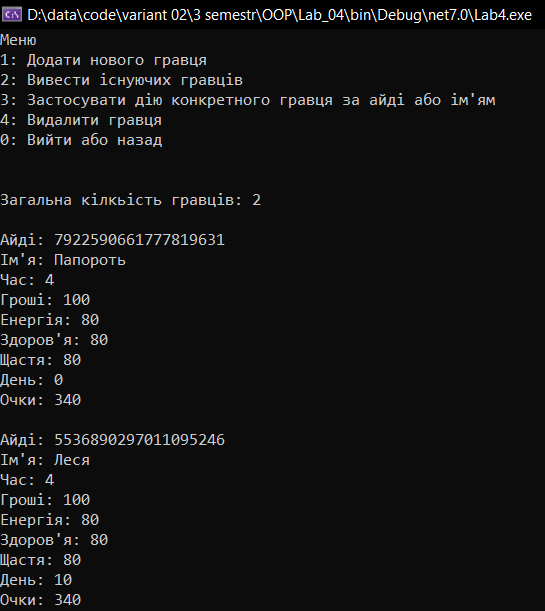 D:\data\code\variant 02\3 semestr\OOP\Lab_04\bin\Debug\net7.0\Lab4.exe
Меню
1: Додати нового гравця
2: Вивести існуючих гравців
3: Застосувати дію конкретного гравця за айді або ім'ям
4: Видалити гравця
0: Вийти або назад
Загальна кілкьість гравців: 2
Айді: 7922590661777819631
Ім'я: Папороть
Час: 4
Гроші: 100
Енергія: 80
Здоров'я: 80
Щастя: 80
День: 0
Очки: 340
Айді: 5536890297011095246
Ім'я: Леся
Час: 4
Гроші: 100
Енергія: 80
Здоров'я: 80
Щастя: 80
День: 10
Очки: 340